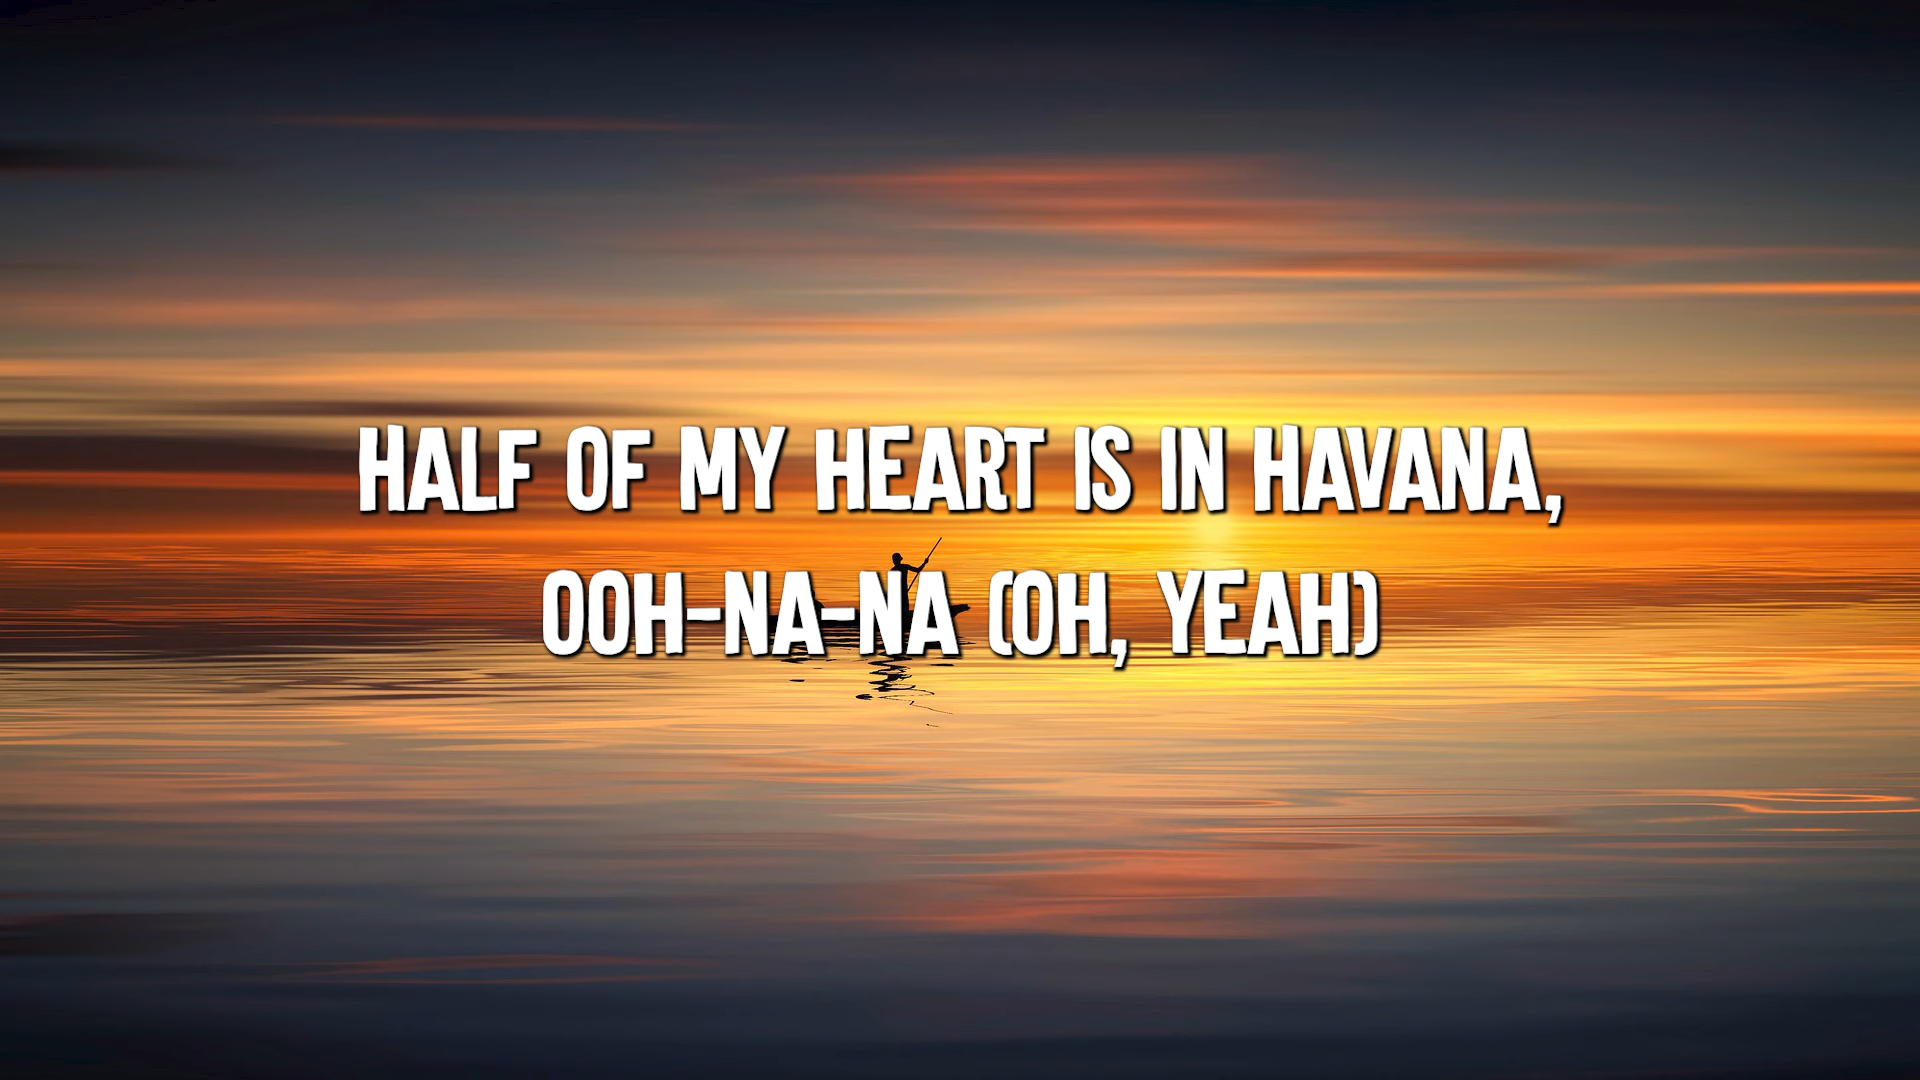 HALF OF MY HEART IS IN HAVANA,
OOH-NA-NA (OH, YEAH)